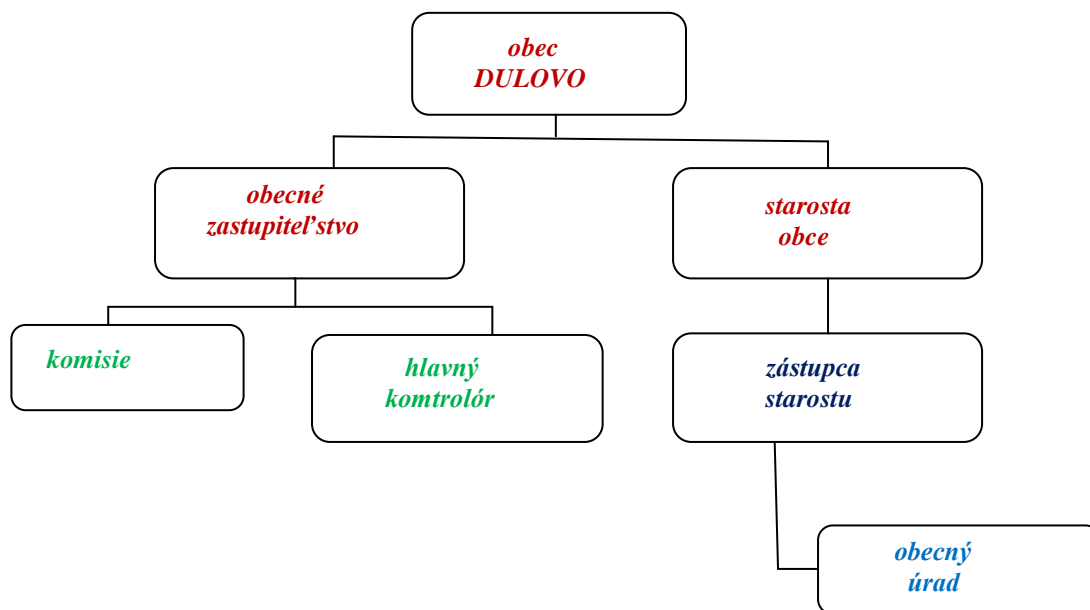 obec
DULOVO
obecné
zastupiteľstvo
starosta
obce
komisie
hlavný
komtrolór
zástupca
starostu
obecný
úrad